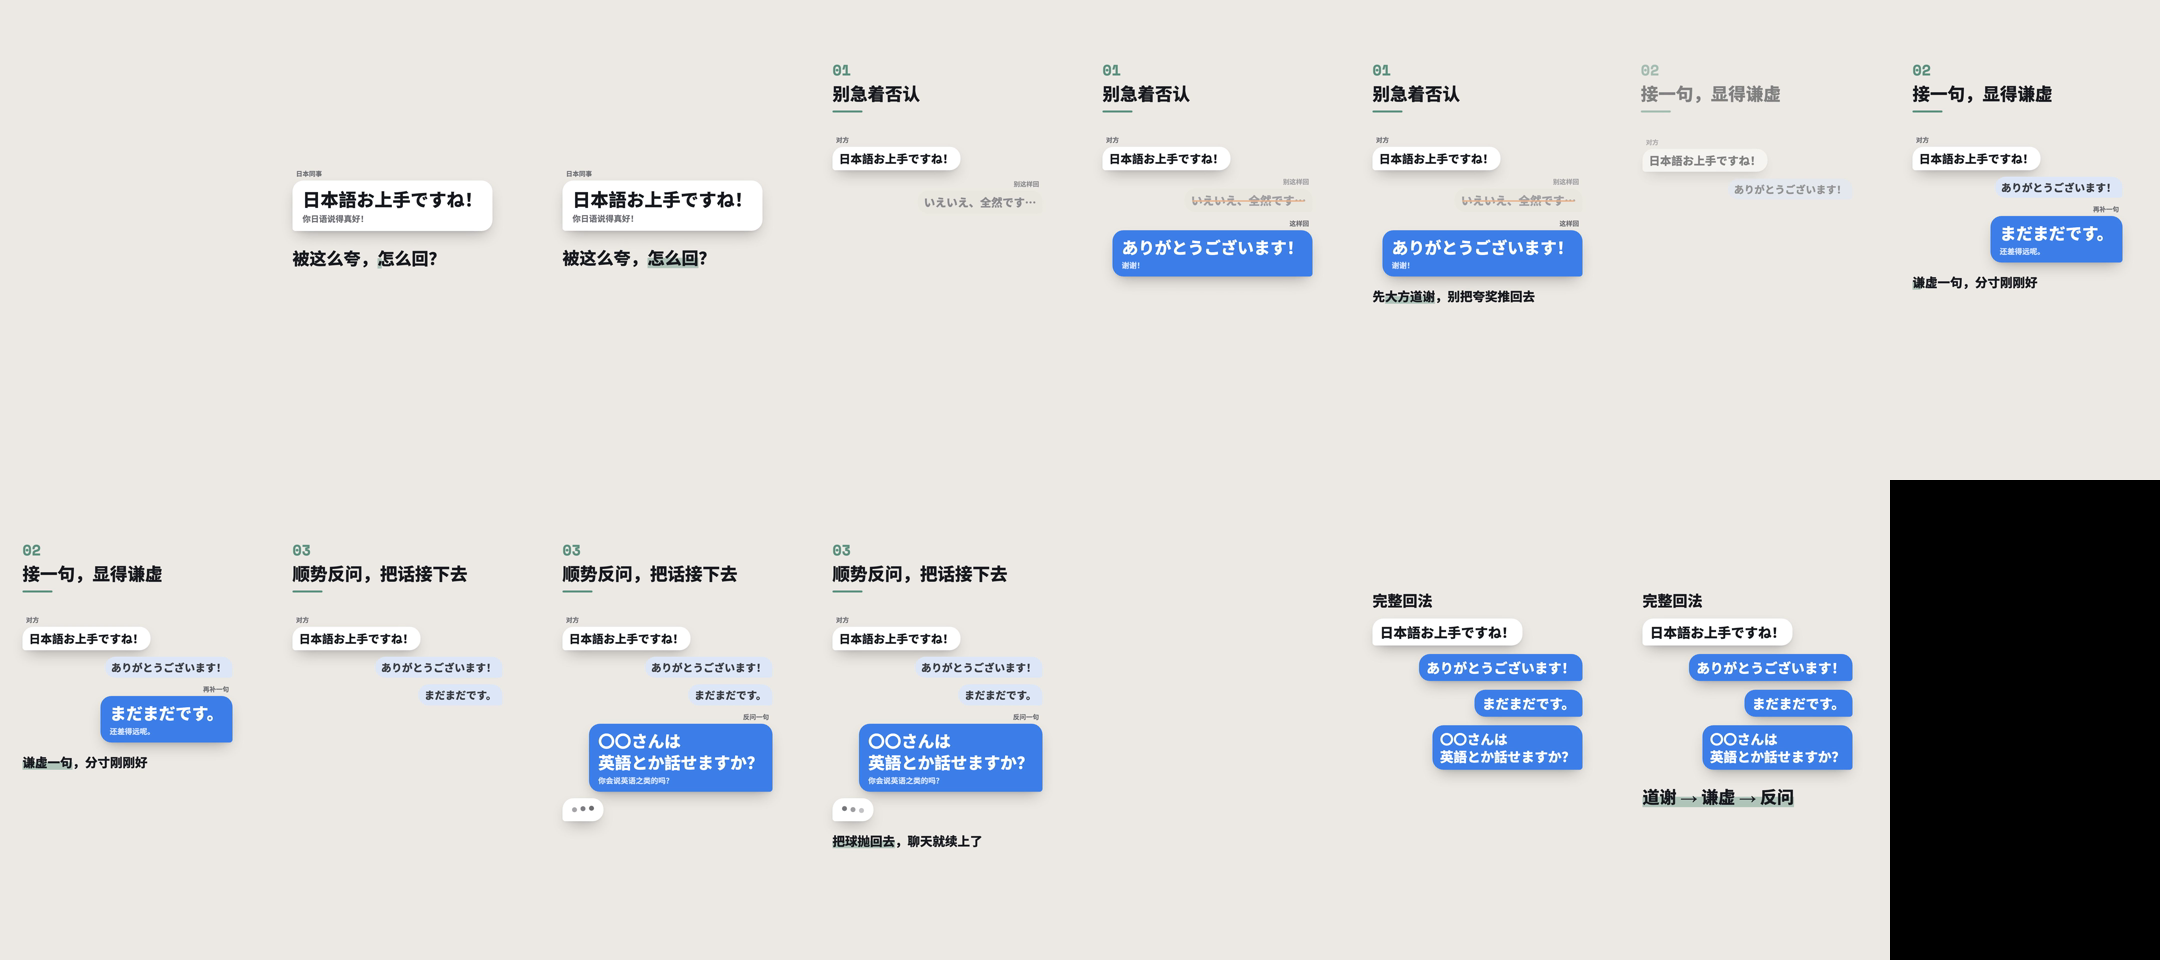 日本同事
日本語お上手ですね!
你日语说得真好!
被这么夸，怎么回?
日本同事
日本語お上手ですね!
你日语说得真好!
被这么夸，怎么回?
01
别急着否认
对方
日本語お上手ですね!
别这样回
いえいえ、全然です…
01
别急着否认
对方
日本語お上手ですね!
别这样回
いえいえ、全然です…
这样回
ありがとうございます!
谢谢!
01
别急着否认
对方
日本語お上手ですね!
别这样回
いえいえ、全然です…
这样回
ありがとうございます!
谢谢!
先大方道谢，别把夸奖推回去
02
接一句，显得谦虚
对方
日本語お上手ですね!
ありがとうございます!
02
接一句，显得谦虚
对方
日本語お上手ですね!
ありがとうございます!
再补一句
まだまだです。
还差得远呢。
谦虚一句，分寸刚刚好
02
接一句，显得谦虚
对方
日本語お上手ですね!
ありがとうございます!
再补一句
まだまだです。
还差得远呢。
谦虚一句，分寸刚刚好
03
顺势反问，把话接下去
对方
日本語お上手ですね!
ありがとうございます!
まだまだです。
03
顺势反问，把话接下去
对方
日本語お上手ですね!
ありがとうございます!
まだまだです。
反问一句
〇〇さんは
英語とか話せますか?
你会说英语之类的吗?
03
顺势反问，把话接下去
对方
日本語お上手ですね!
ありがとうございます!
まだまだです。
反问一句
〇〇さんは
英語とか話せますか?
你会说英语之类的吗?
把球抛回去，聊天就续上了
完整回法
日本語お上手ですね!
ありがとうございます!
まだまだです。
〇〇さんは
英語とか話せますか?
完整回法
日本語お上手ですね!
ありがとうございます!
まだまだです。
〇〇さんは
英語とか話せますか?
道谢 → 谦虚 → 反问